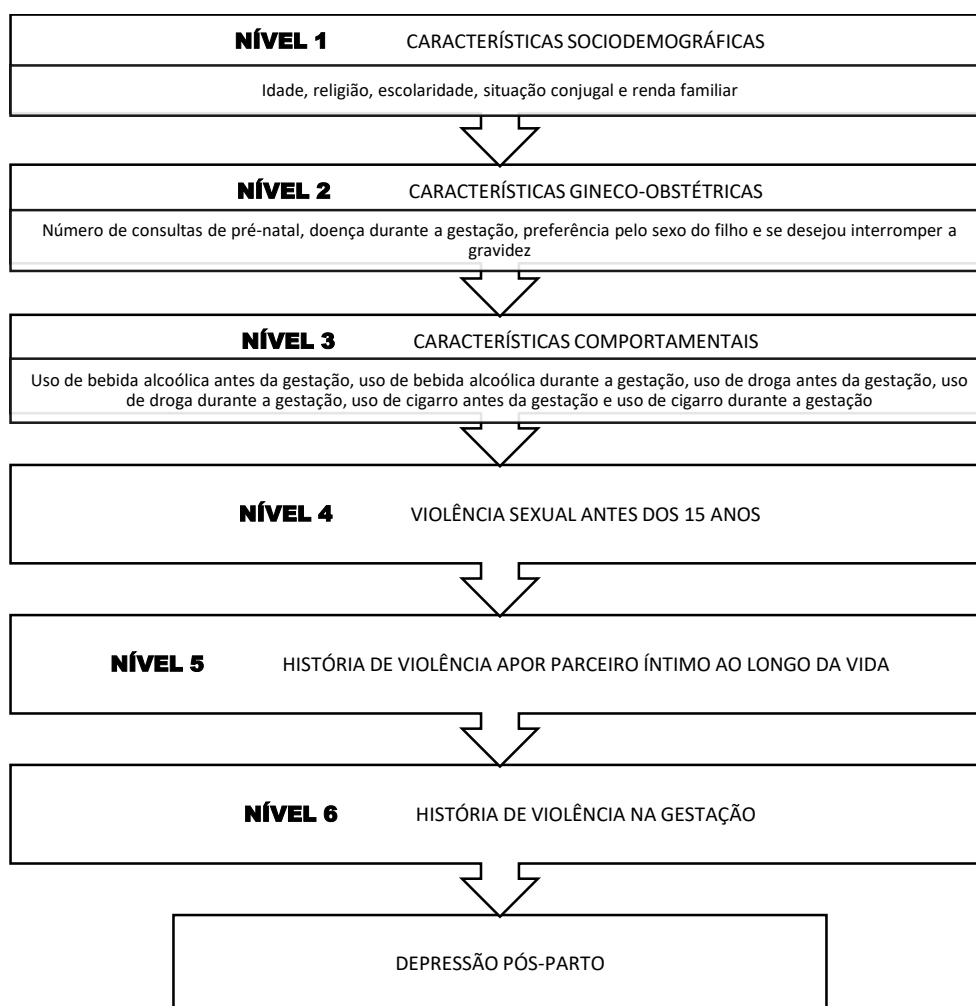 NÍVEL 1 CARACTERÍSTICAS SOCIODEMOGRÁFICAS
Idade, religião, escolaridade, situação conjugal e renda familiar
NÍVEL 2 CARACTERÍSTICAS GINECO-OBSTÉTRICAS
Número de consultas de pré-natal, doença durante a gestação, preferência pelo sexo do filho e se desejou interromper a
gravidez
NÍVEL 3 CARACTERÍSTICAS COMPORTAMENTAIS
Uso de bebida alcoólica antes da gestação, uso de bebida alcoólica durante a gestação, uso de droga antes da gestação, uso
de droga durante a gestação, uso de cigarro antes da gestação e uso de cigarro durante a gestação
NÍVEL 4 VIOLÊNCIA SEXUAL ANTES DOS 15 ANOS
NÍVEL 5 HISTÓRIA DE VIOLÊNCIA APOR PARCEIRO ÍNTIMO AO LONGO DA VIDA
NÍVEL 6 HISTÓRIA DE VIOLÊNCIA NA GESTAÇÃO
DEPRESSÃO PÓS-PARTO